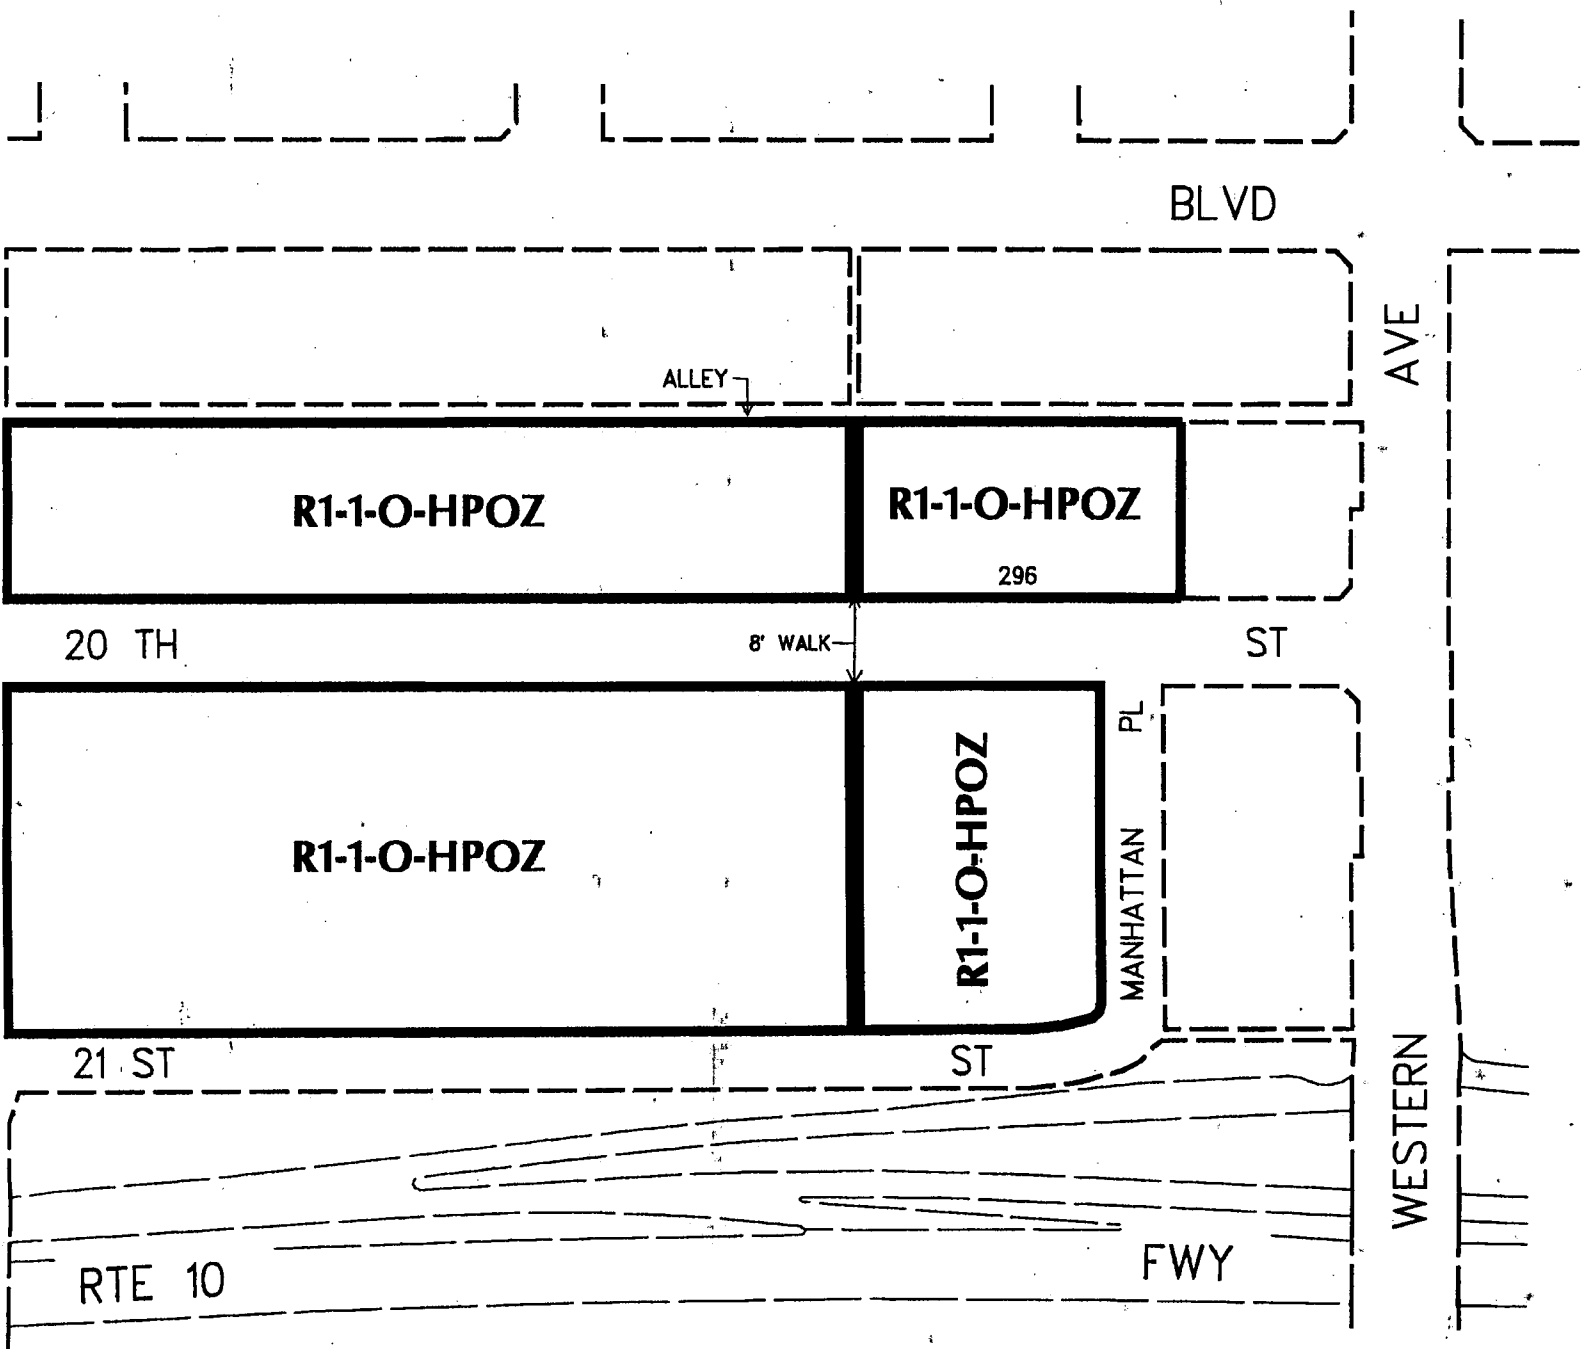 BLVD
AVE
ALLEY
R1-1-O-HPOZ
R1-1-O-HPOZ
296
20 TH
8' WALK
ST
MANHATTAN PL
R1-1-O-HPOZ
R1-1-O-HPOZ
21 ST
ST
WESTERN
RTE 10
FWY